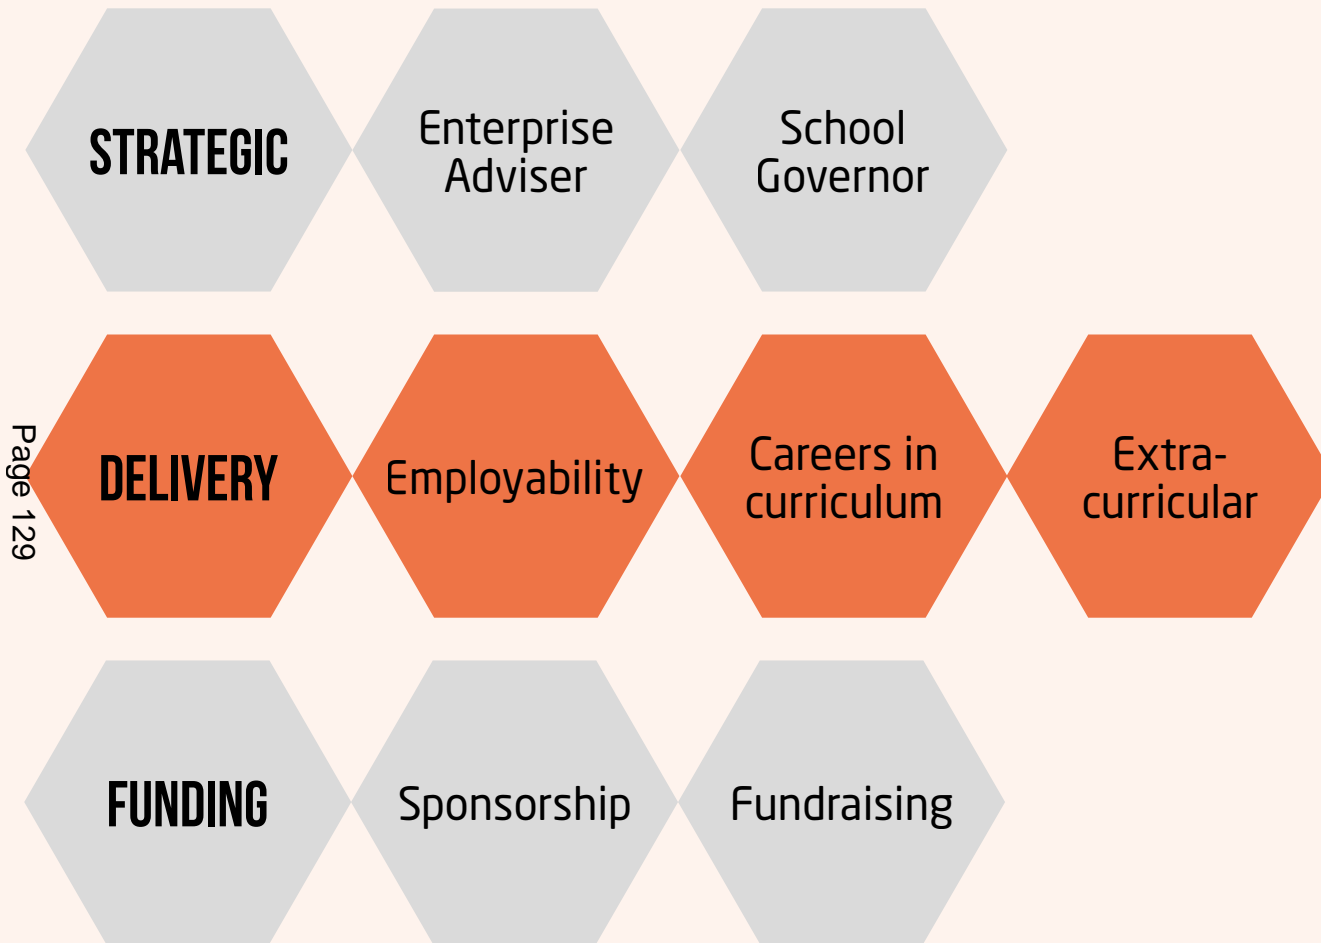 STRATEGIC
Enterprise
Adviser
School
Governor
Page 129
DELIVERY
Employability
Careers in
curriculum
Extra-
curricular
FUNDING
Sponsorship
Fundraising